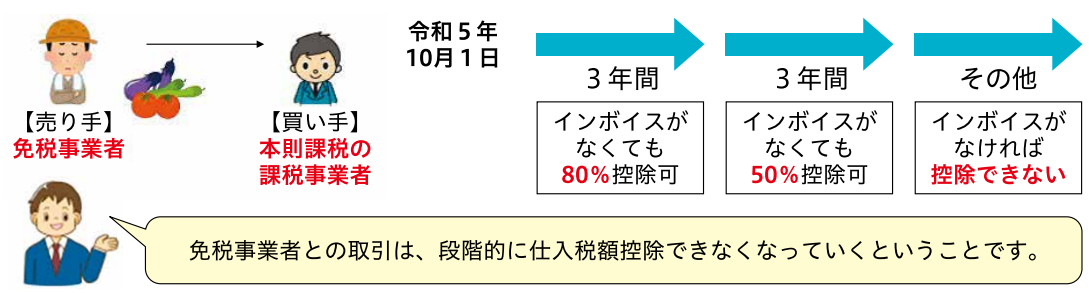 【売り手】
免税事業者
【買い手】
本則課税の
課税事業者
令和５年
10月１日
３年間
インボイスが
なくても
80％控除可
３年間
インボイスが
なくても
50％控除可
その他
インボイスが
なければ
控除できない
免税事業者との取引は、段階的に仕入税額控除できなくなっていくということです。